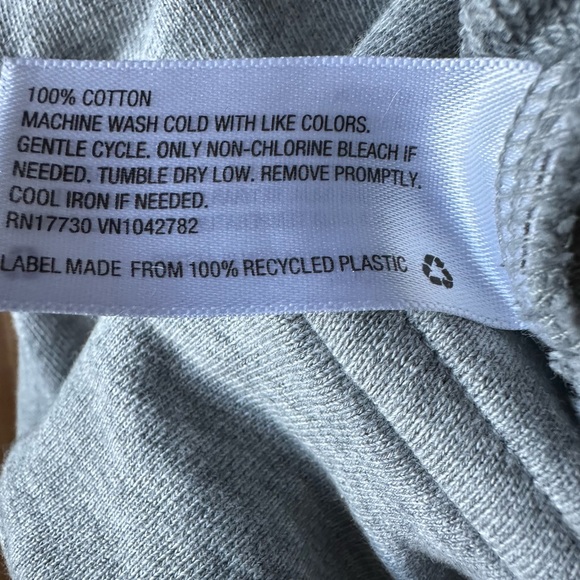 100% COTTON
MACHINE WASH COLD WITH LIKE COLORS.
GENTLE CYCLE. ONLY NON-CHLORINE BLEACH IF
NEEDED. TUMBLE DRY LOW. REMOVE PROMPTLY.
COOL IRON IF NEEDED.
RN17730 VN1042782
LABEL MADE FROM 100% RECYCLED PLASTIC